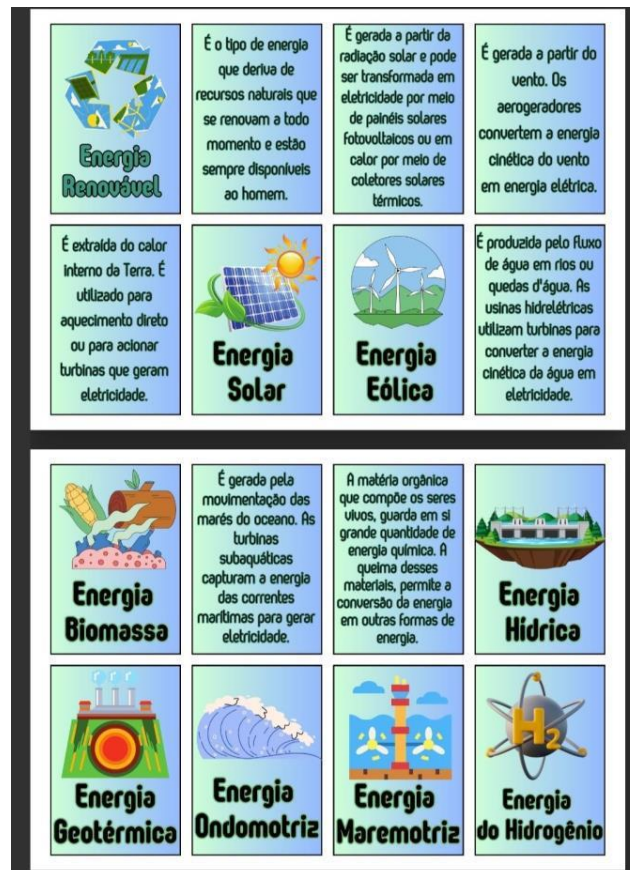 Energia
Renovável
É o tipo de energia
que deriva de
recursos naturais que
se renovam a todo
momento e estão
sempre disponíveis
ao homem.
É gerada a partir da
radiação solar e pode
ser transformada em
eletricidade por meio
de painéis solares
fotovoltaicos ou em
calor por meio de
coletores solares
térmicos.
É gerada a partir do
vento. Os
aerogeradores
convertem a energia
cinética do vento
em energia elétrica.
É extraída do calor
interno da Terra. É
utilizado para
aquecimento direto
ou para acionar
turbinas que geram
eletricidade.
Energia
Solar
Energia
Eólica
É produzida pelo fluxo
de água em rios ou
quedas d'água. As
usinas hidrelétricas
utilizam turbinas para
converter a energia
cinética da água em
eletricidade.
Energia
Biomassa
É gerada pela
movimentação das
marés do oceano. As
turbinas
subaquáticas
capturam a energia
das correntes
marítimas para gerar
eletricidade.
A matéria orgânica
que compõe os seres
vivos, guarda em si
grande quantidade de
energia química. A
queima desses
materiais, permite a
conversão da energia
em outras formas de
energia.
Energia
Hídrica
Energia
Geotérmica
Energia
Ondomotriz
Energia
Maremotriz
H2
Energia
do Hidrogênio